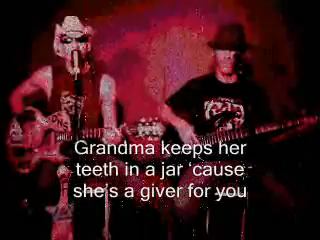 Grandma keeps her
teeth in a jar ‘cause
she’s a giver for you